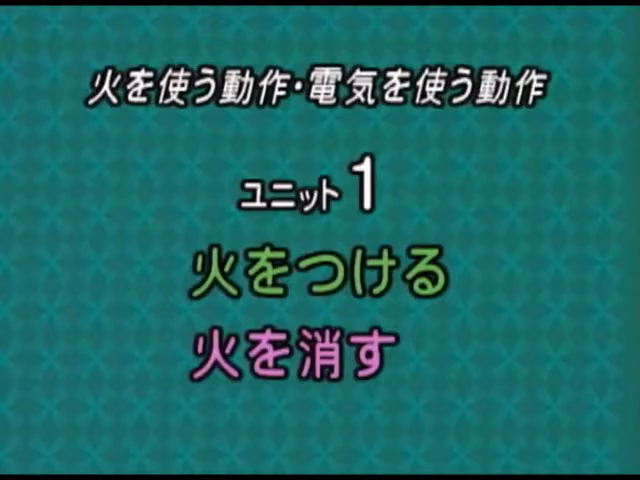 火を使う動作・電気を使う動作
ユニット1
火をつける
火を消す